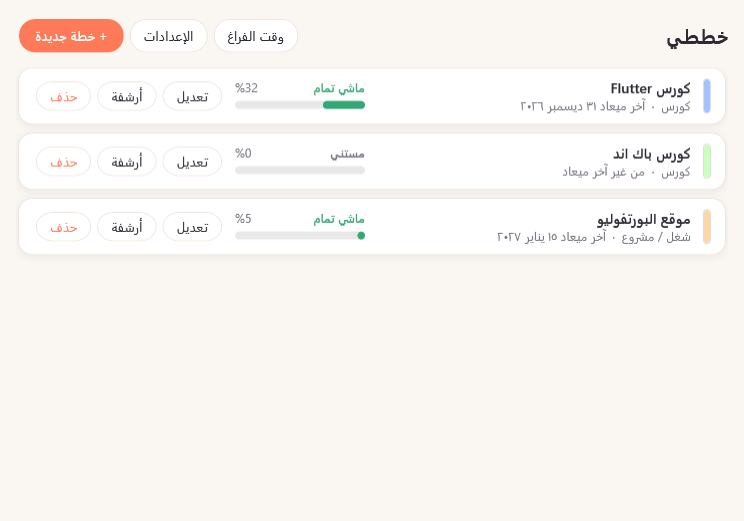 خططي
وقت الفراغ
الإعدادات
+ خطة جديدة
كورس Flutter
كورس · آخر ميعاد ٣١ ديسمبر ٢٠٢٦
ماشي تمام
%32
تعديل
أرشفة
حذف
كورس باك اند
كورس · من غير آخر ميعاد
مستني
%0
تعديل
أرشفة
حذف
موقع البورتفوليو
شغل / مشروع · آخر ميعاد ١٥ يناير ٢٠٢٧
ماشي تمام
%5
تعديل
أرشفة
حذف